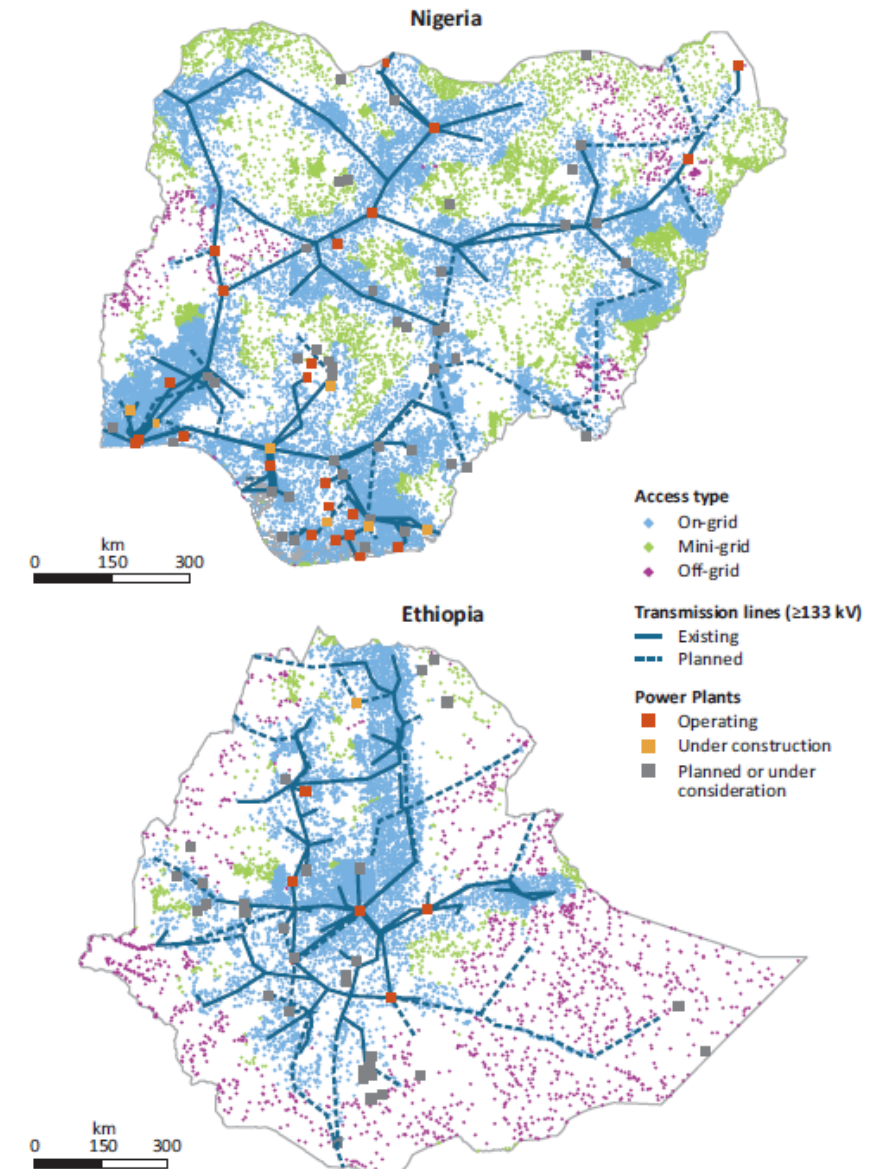 Nigeria
Access type
On-grid
Mini-grid
Off-grid
km
0 150 300
Transmission lines (≥133 kV)
Existing
Planned
Power Plants
Operating
Under construction
Planned or under
consideration
Ethiopia
km
0 150 300